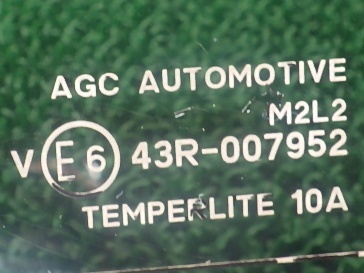 AGC AUTOMOTIVE
M2L2
V E6 43R-007952
TEMPERLITE 10A